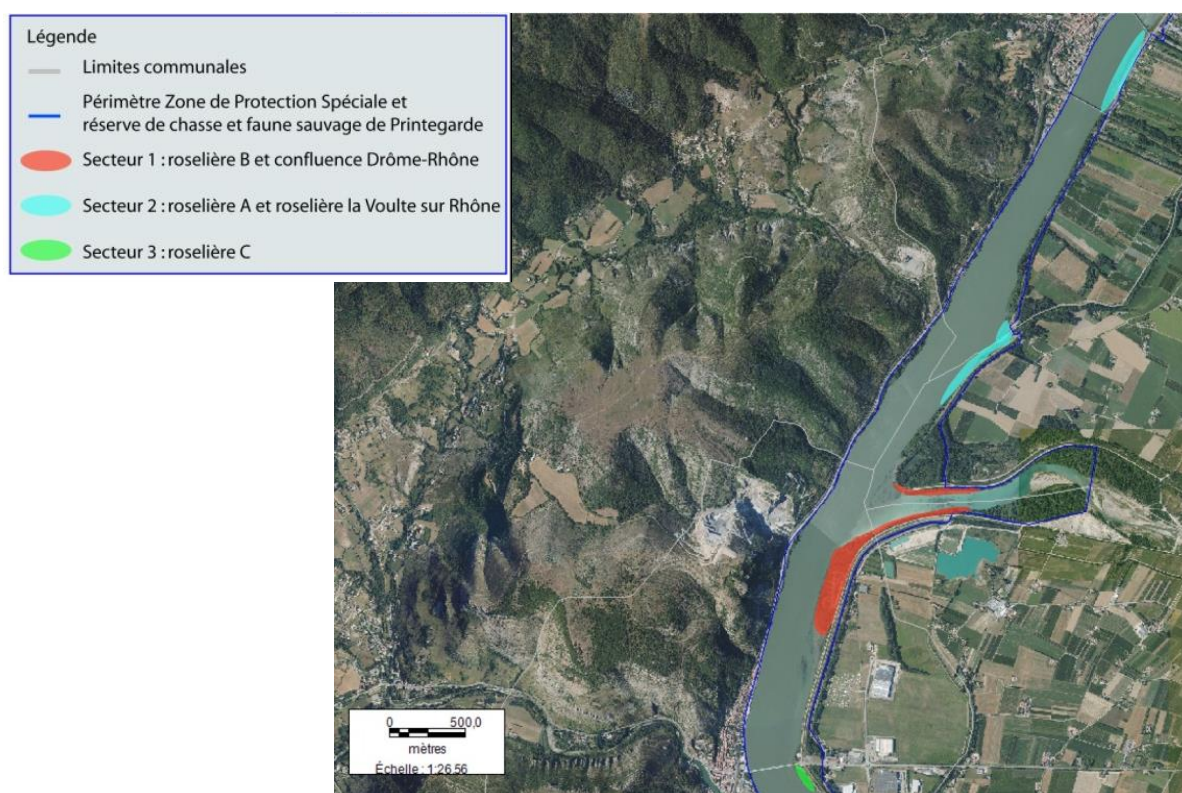 Légende
Limites communales
Périmètre Zone de Protection Spéciale et
réserve de chasse et faune sauvage de Printegarde
Secteur 1 : roselière B et confluence Drôme-Rhône
Secteur 2 : roselière A et roselière la Voulte sur Rhône
Secteur 3 : roselière C
0 500,0
mètres
Échelle : 1:26.56